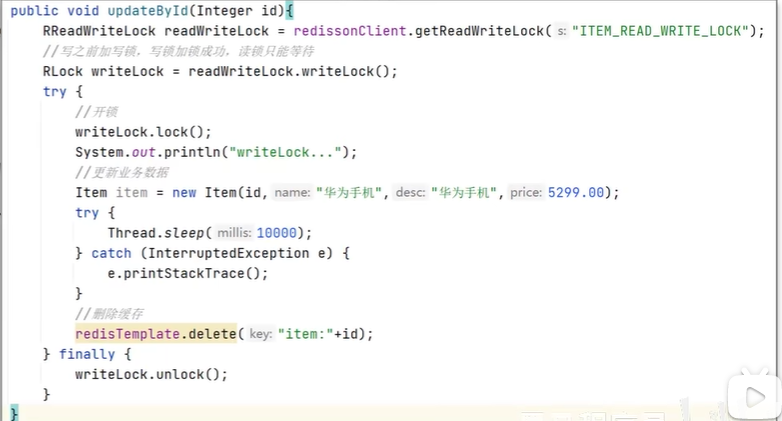 public void updateById(Integer id){
RReadWriteLock readWriteLock = redissonClient.getReadWriteLock( s: "ITEM_READ_WRITE_LOCK");
//写之前加写锁，写锁加锁成功，读锁只能等待
RLock writeLock = readWriteLock.writeLock();
try {
//开锁
writeLock.lock();
System.out.println("writeLock...");
//更新业务数据
Item item = new Item(id, name: "华为手机", desc: "华为手机", price: 5299.00);
try {
Thread.sleep( millis: 10000);
} catch (InterruptedException e) {
e.printStackTrace();
}
//删除缓存
redisTemplate.delete( key: "item:"+id);
} finally {
writeLock.unlock();
}
}